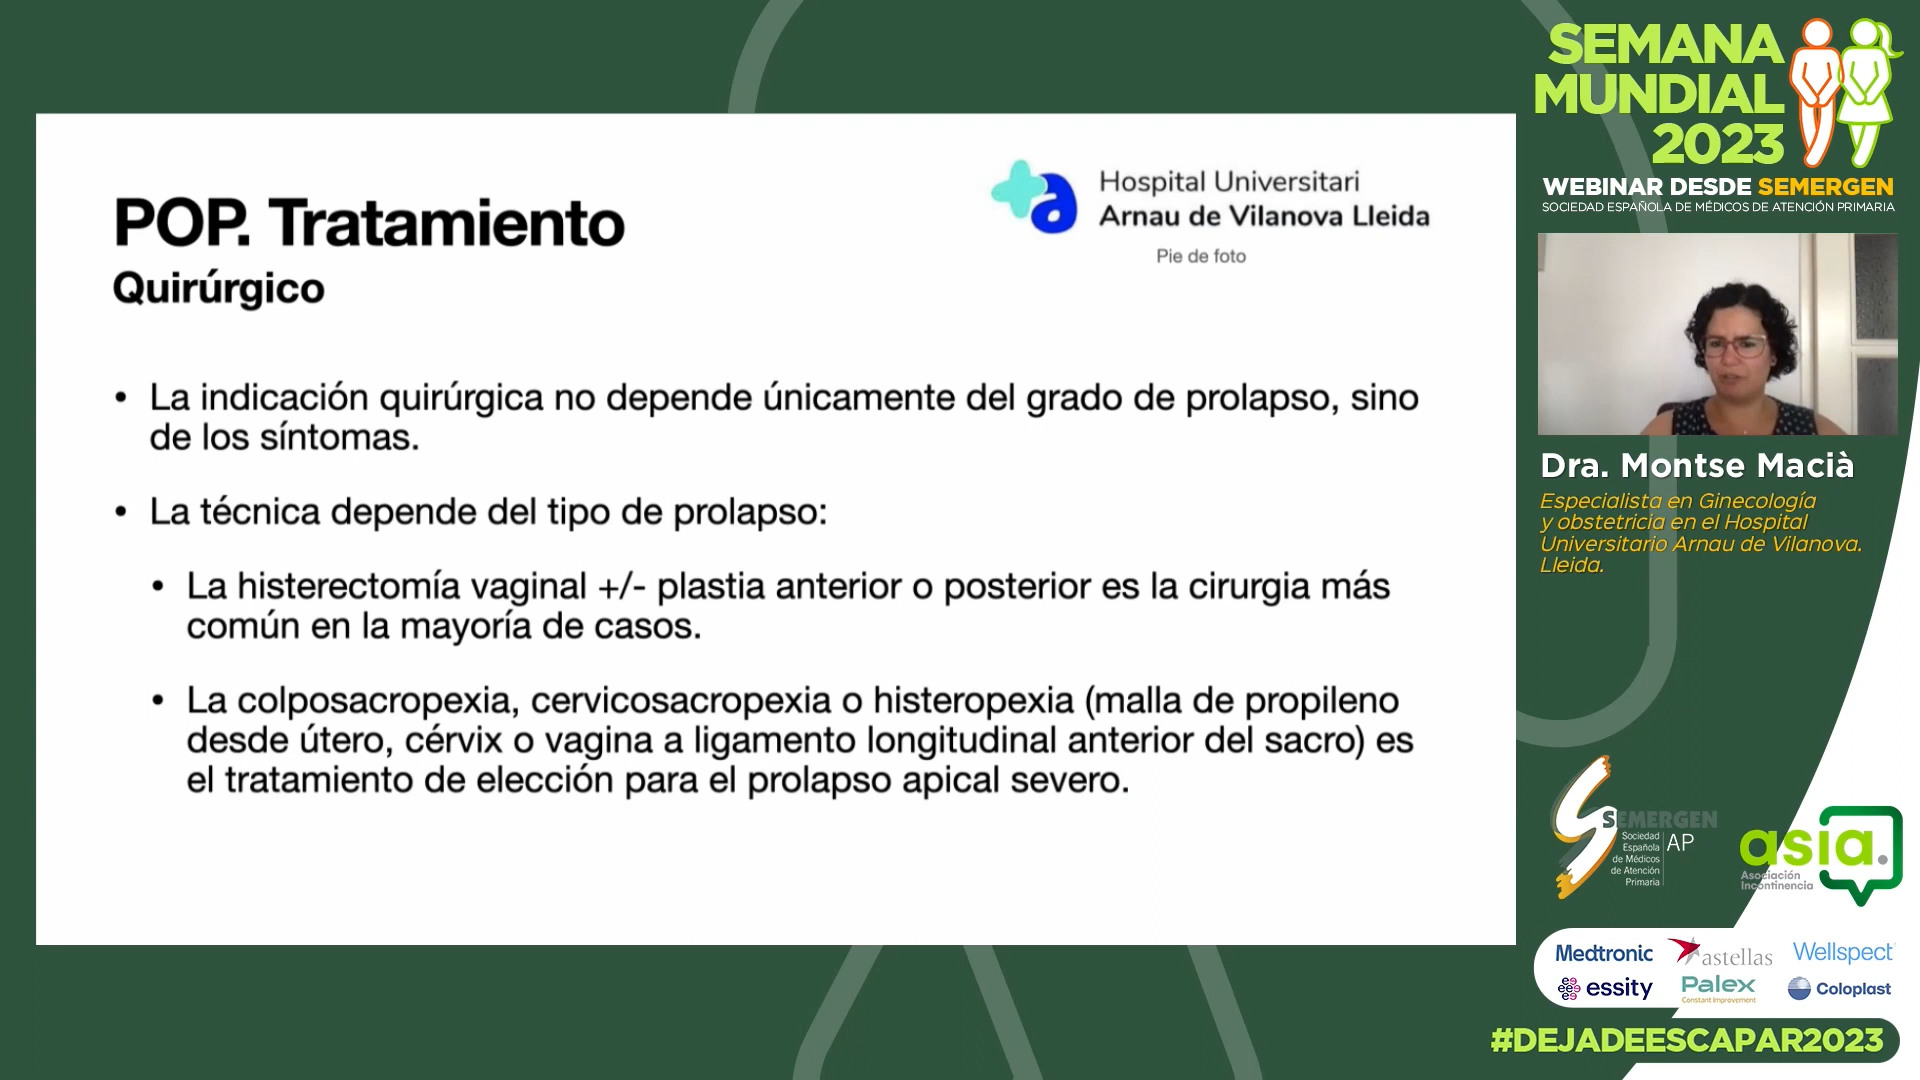 POP. Tratamiento
Quirúrgico
Hospital Universitari
Arnau de Vilanova Lleida
Pie de foto
• La indicación quirúrgica no depende únicamente del grado de prolapso, sino
de los síntomas.
• La técnica depende del tipo de prolapso:
• La histerectomía vaginal +/- plastia anterior o posterior es la cirurgia más
común en la mayoría de casos.
• La colposacropexia, cervicosacropexia o histeropexia (malla de propileno
desde útero, cérvix o vagina a ligamento longitudinal anterior del sacro) es
el tratamiento de elección para el prolapso apical severo.
SEMANA
MUNDIAL
2023
WEBINAR DESDE SEMERGEN
SOCIEDAD ESPAÑOLA DE MÉDICOS DE ATENCIÓN PRIMARIA
Dra. Montse Macià
Especialista en Ginecología
y obstetricia en el Hospital
Universitario Arnau de Vilanova.
Lleida.
SEMERGEN
Sociedad
Española
de Médicos
de Atención
Primaria
AP
asia.
Asociación
Incontinencia
Medtronic
astellas
Wellspect
essity
Palex
Constant Improvement
Coloplast
#DEJADEESCAPAR2023